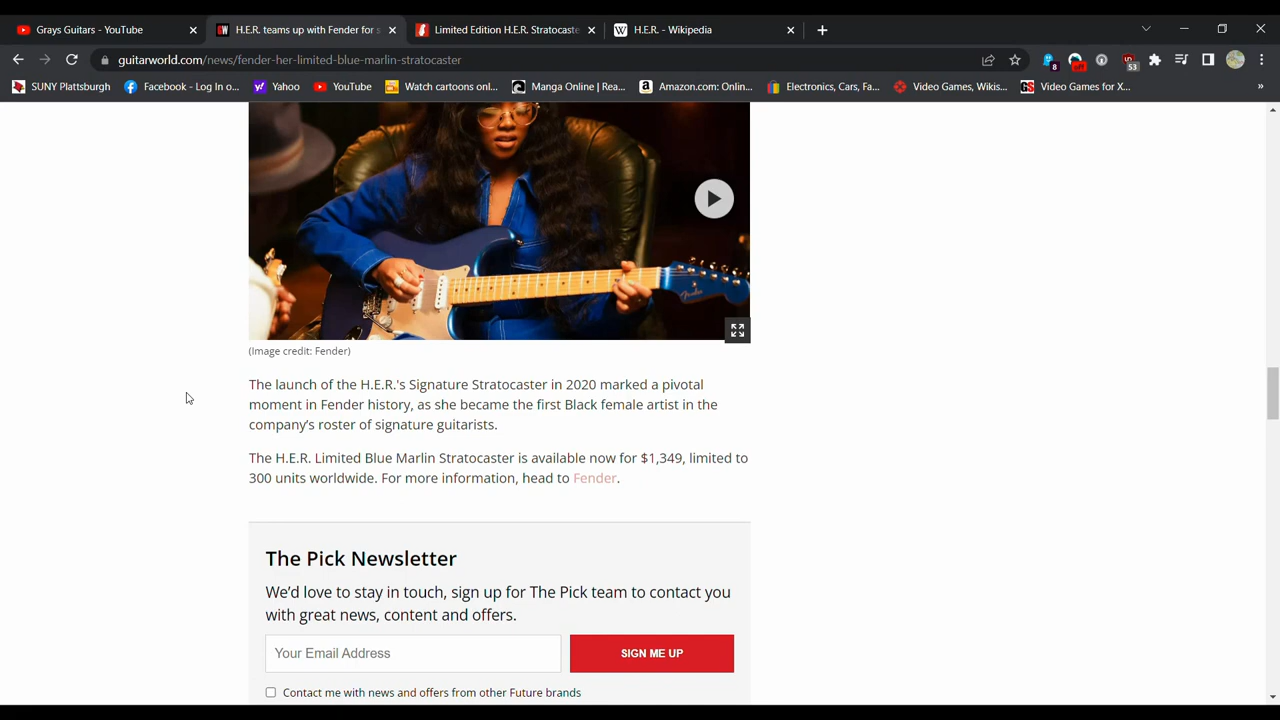 Grays Guitars - YouTube
H.E.R. teams up with Fender for s
Limited Edition H.E.R. Stratocaste
H.E.R. - Wikipedia
guitarworld.com/news/fender-her-limited-blue-marlin-stratocaster
8
off
53
SUNY Plattsburgh
Facebook - Log In o...
Yahoo
YouTube
Watch cartoons onl...
Manga Online | Rea...
Amazon.com: Onlin...
Electronics, Cars, Fa...
Video Games, Wikis...
Video Games for X...
Fender
(Image credit: Fender)
The launch of the H.E.R.'s Signature Stratocaster in 2020 marked a pivotal
moment in Fender history, as she became the first Black female artist in the
company's roster of signature guitarists.
The H.E.R. Limited Blue Marlin Stratocaster is available now for $1,349, limited to
300 units worldwide. For more information, head to Fender.
The Pick Newsletter
We'd love to stay in touch, sign up for The Pick team to contact you
with great news, content and offers.
Your Email Address
SIGN ME UP
Contact me with news and offers from other Future brands